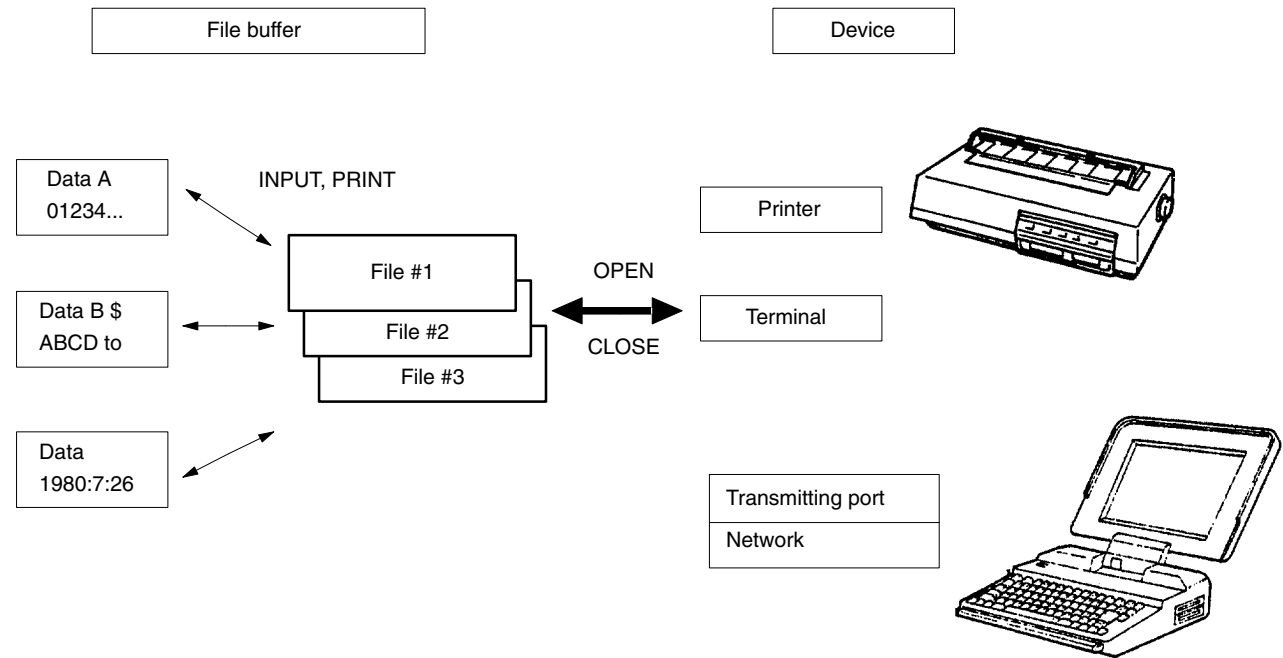 File buffer
Device
Data A
01234...
INPUT, PRINT
Printer
File #1
OPEN
Data B $
ABCD to
File #2
Terminal
CLOSE
File #3
Data
1980:7:26
Transmitting port
Network